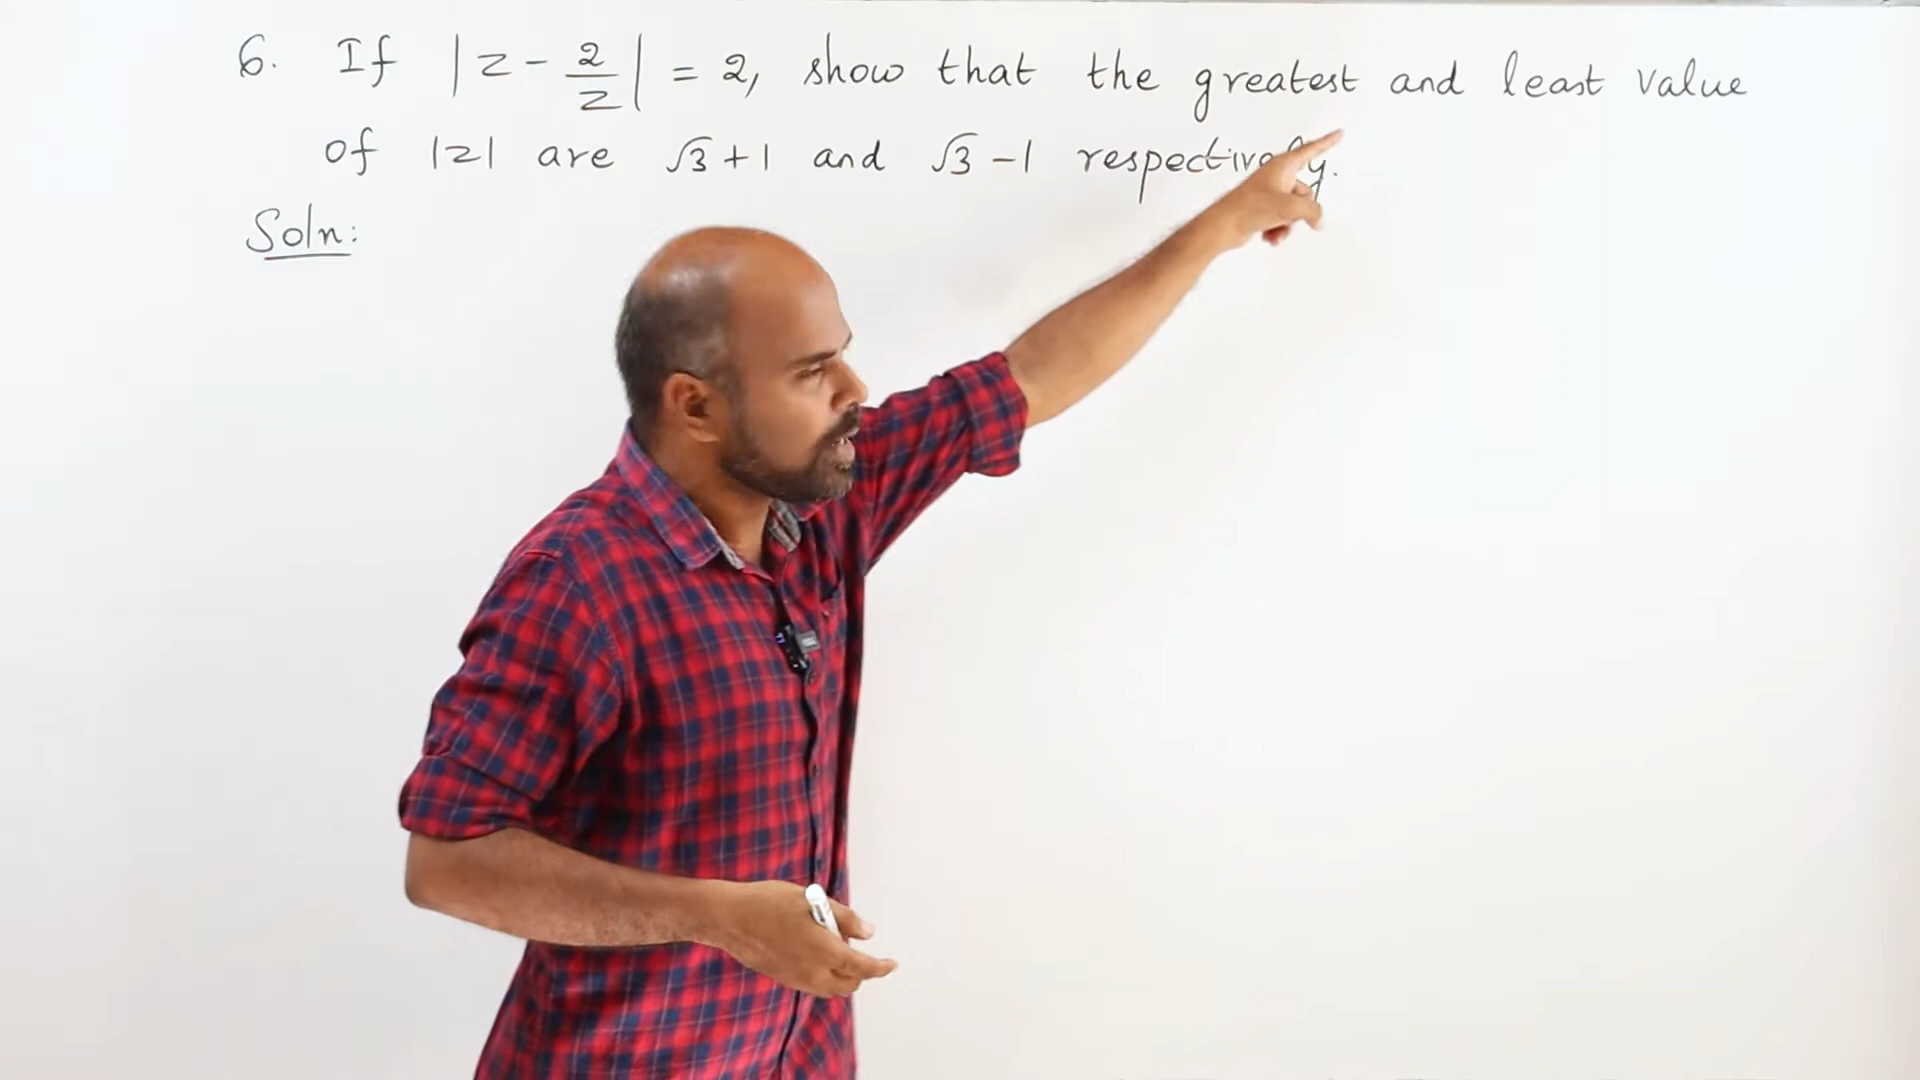 6. If |z - 2/z| = 2, show that the greatest and least value
of |z| are √3 + 1 and √3 - 1 respectively.
Soln: